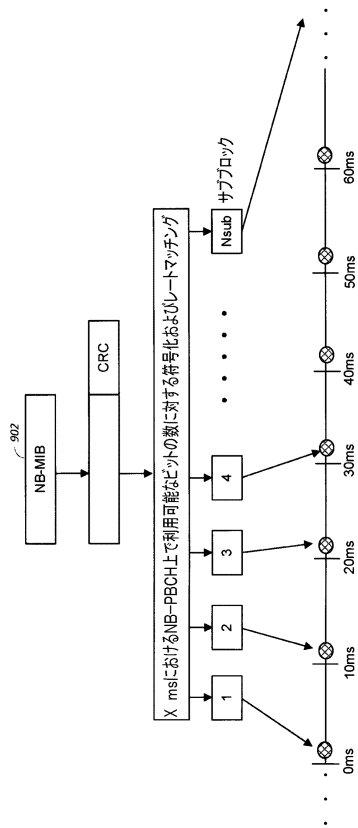 902
NB-MIB
CRC
X msにおけるNB-PBCH上で利用可能なビットの数に対する符号化およびレートマッチング
1
2
3
4
Nsub
サブブロック
0ms
10ms
20ms
30ms
40ms
50ms
60ms